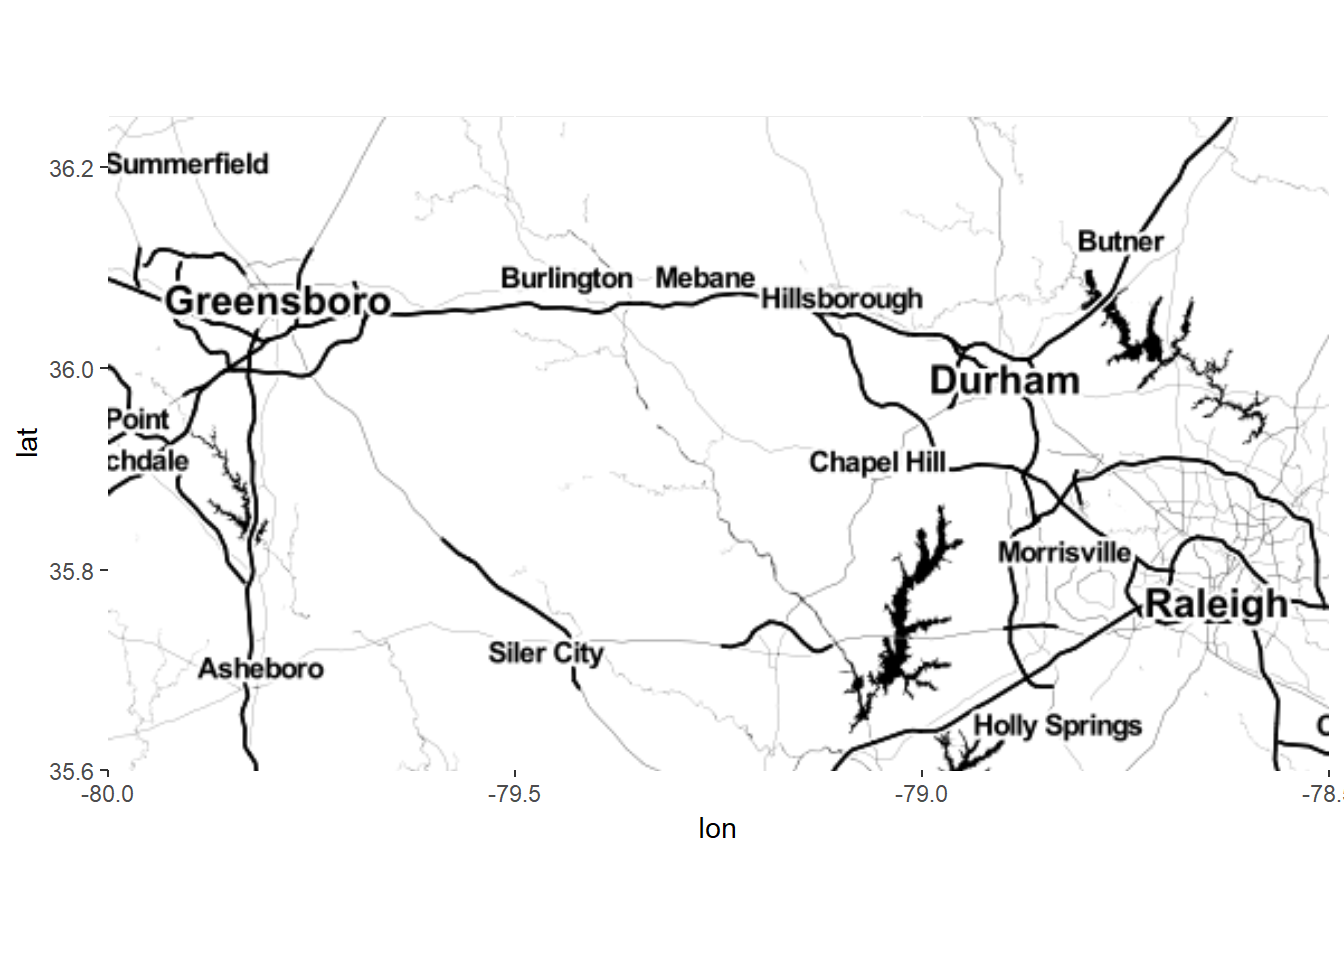 36.2
Summerfield
Butner
Burlington
Mebane
Hillsborough
Greensboro
36.0
Durham
Point
lat
chdale
Chapel Hill
35.8
Morrisville
Raleigh
Siler City
Asheboro
Holly Springs
C
35.6
-80.0
-79.5
-79.0
-78.
lon